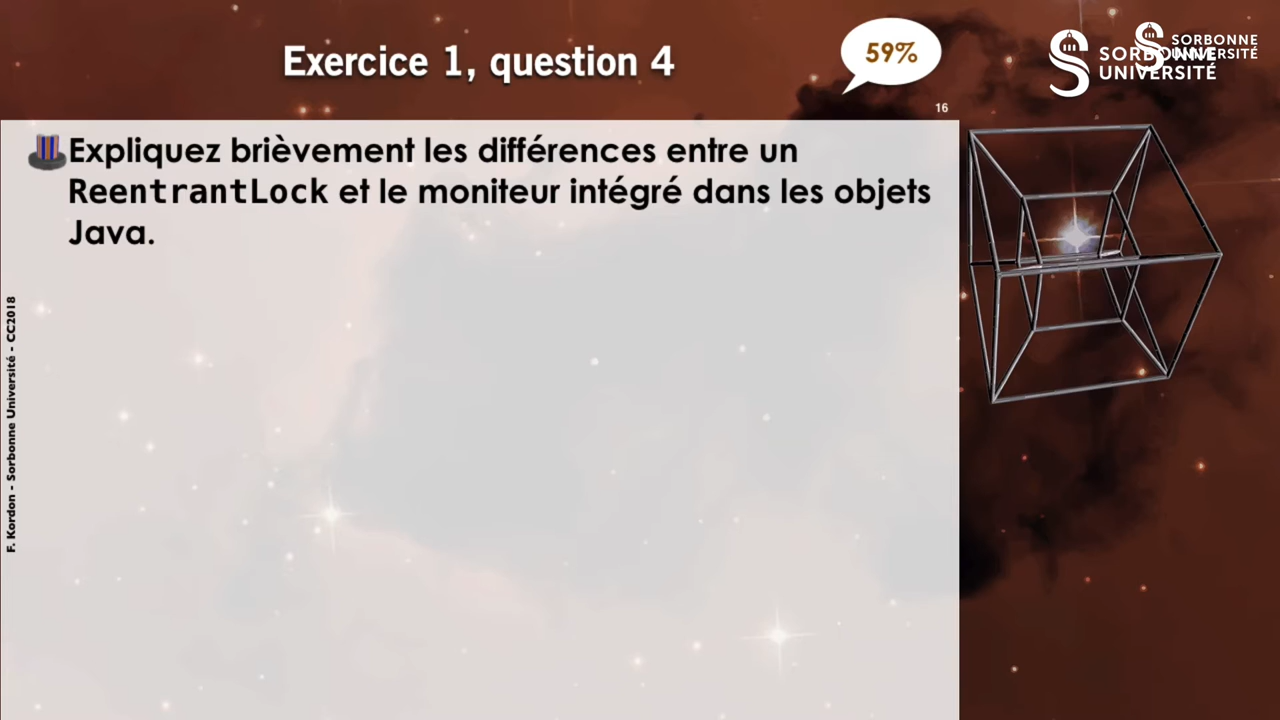 Exercice 1, question 4
59%
SORBONNE
UNIVERSITÉ
SORBONNE
UNIVERSITÉ
16
Expliquez brièvement les différences entre un
ReentrantLock et le moniteur intégré dans les objets
Java.
F. Kordon - Sorbonne Université - CC2018